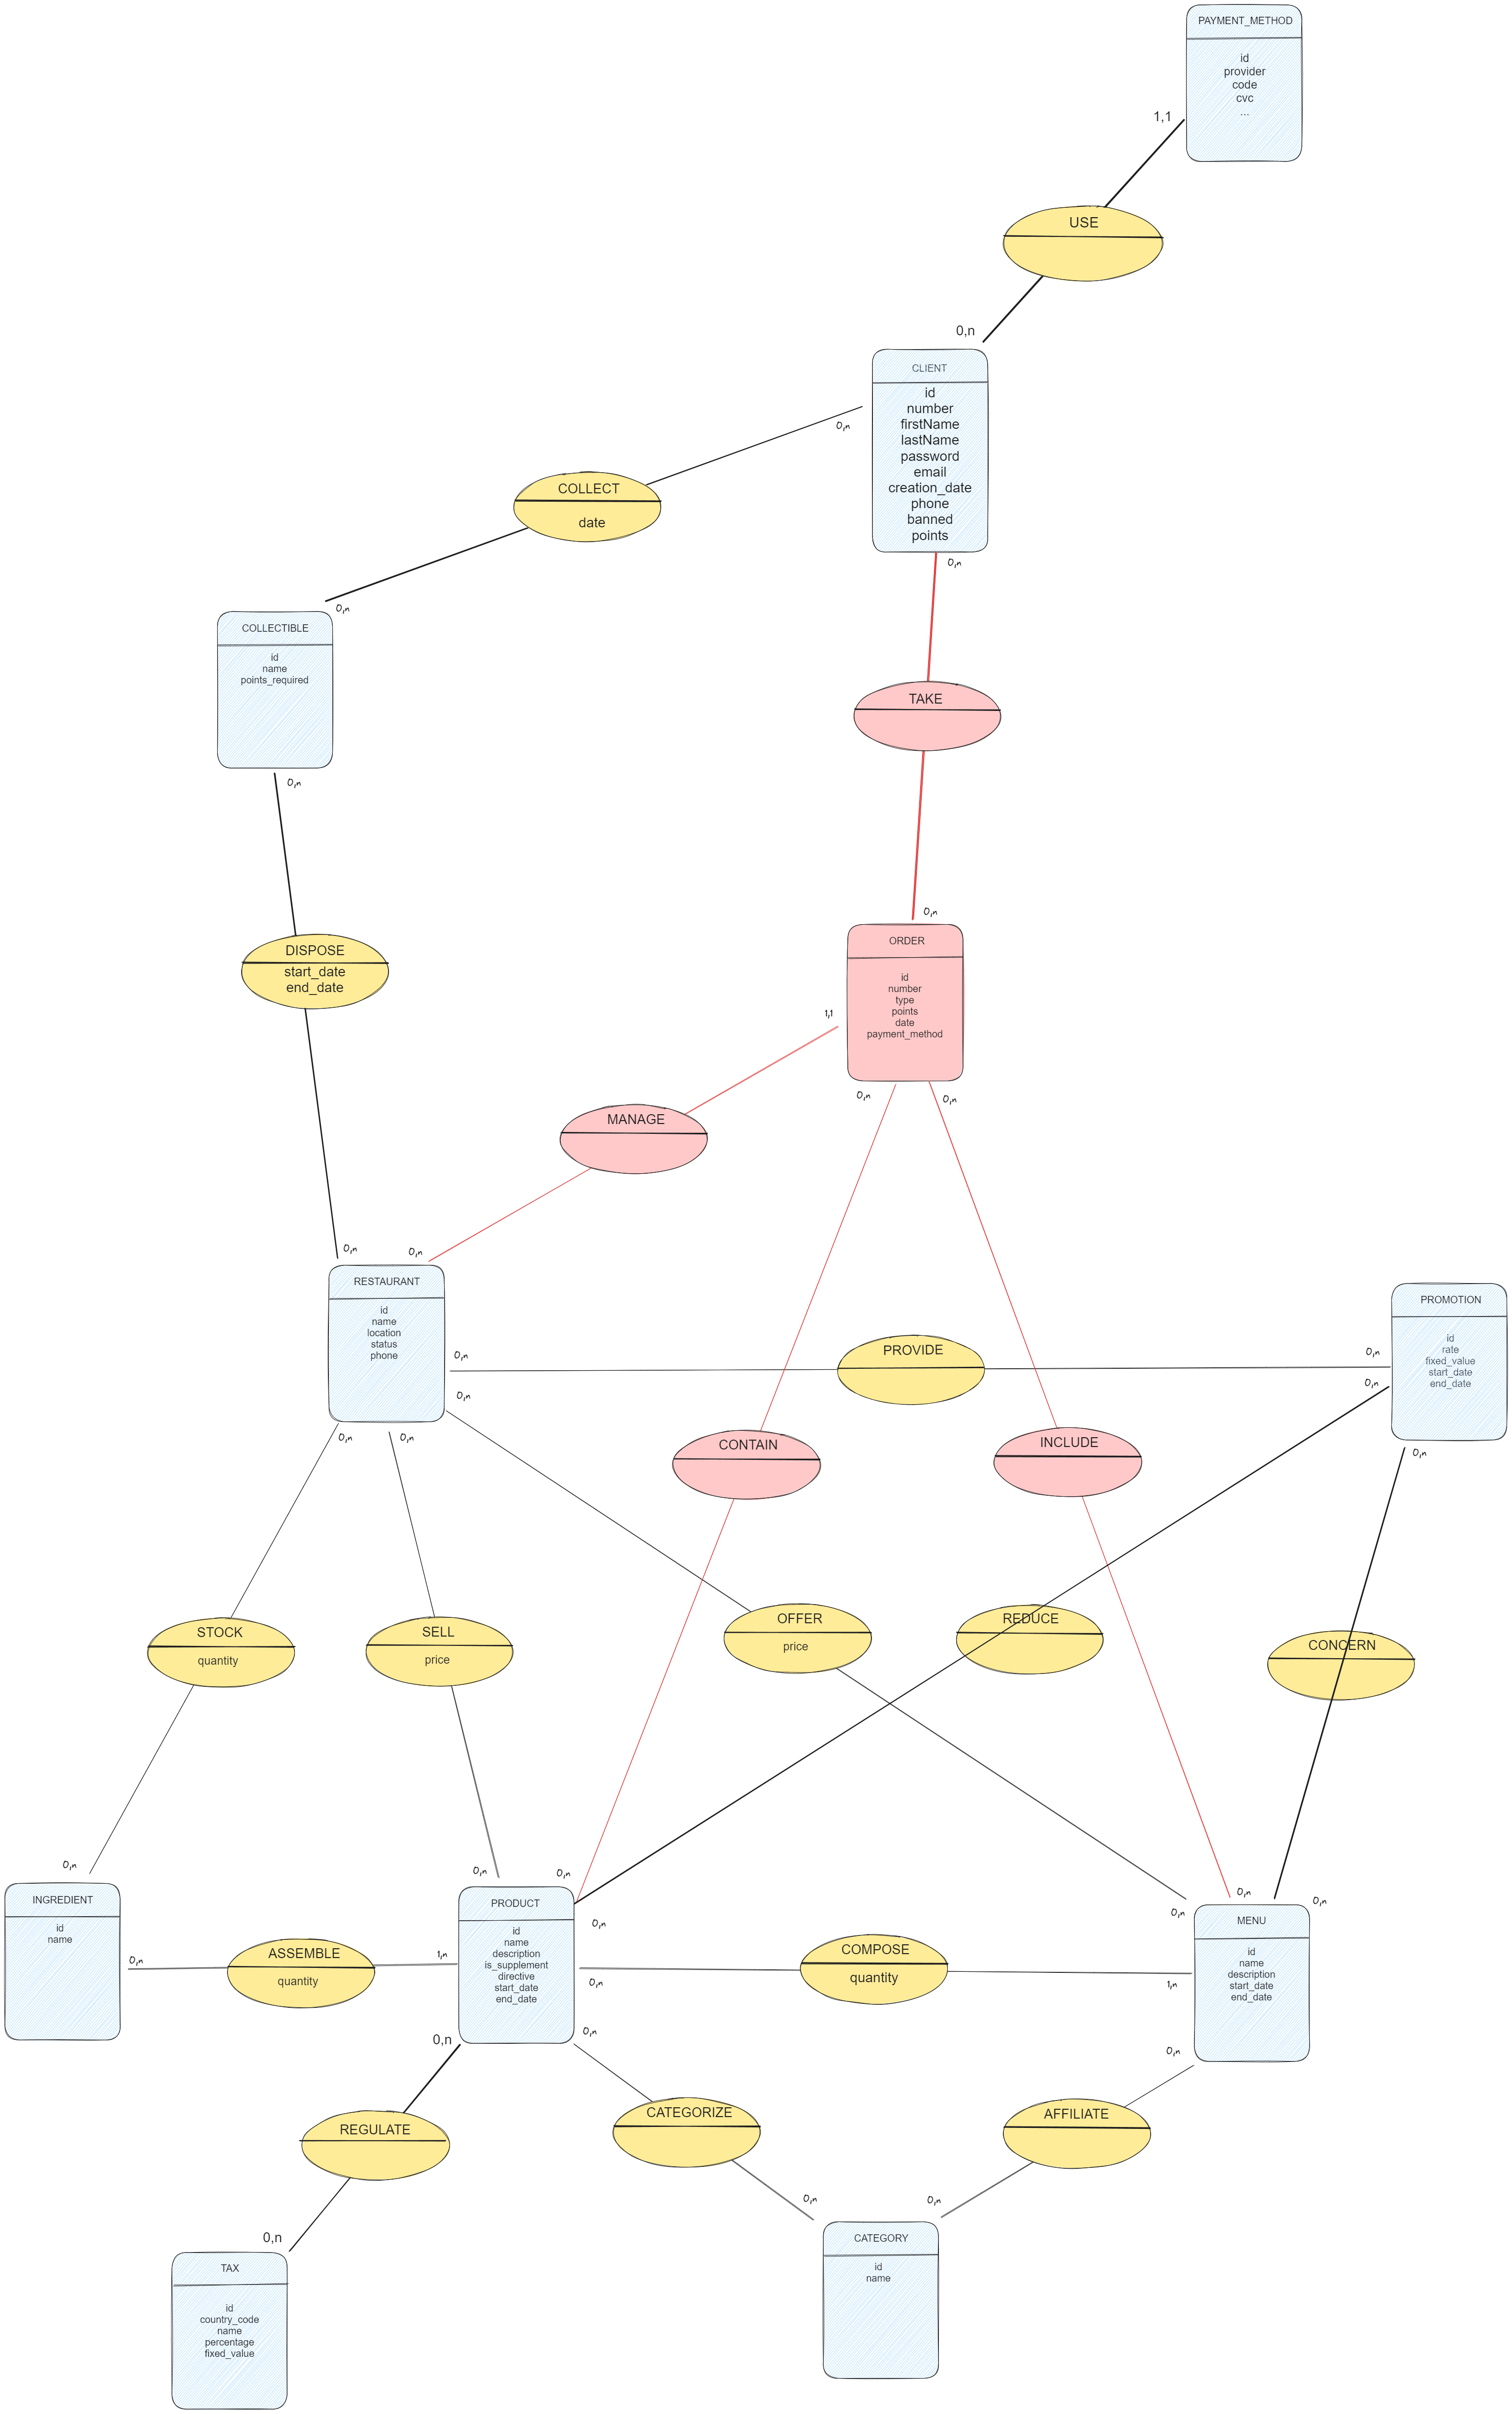 PAYMENT_METHOD
id
provider
code
cvc
...
1,1
USE
0,n
CLIENT
id
number
firstName
lastName
password
email
creation_date
phone
banned
points
0,n
COLLECT
date
0,n
0,n
COLLECTIBLE
id
name
points_required
TAKE
0,n
0,n
ORDER
id
number
type
points
date
payment_method
DISPOSE
start_date
end_date
1,1
0,n
0,n
MANAGE
0,n
0,n
RESTAURANT
id
name
location
status
phone
PROMOTION
id
rate
fixed_value
start_date
end_date
0,n
PROVIDE
0,n
0,n
0,n
0,n
0,n
0,n
CONTAIN
INCLUDE
STOCK
quantity
SELL
price
OFFER
price
REDUCE
CONCERN
0,n
0,n
0,n
0,n
0,n
0,n
0,n
INGREDIENT
id
name
PRODUCT
id
name
description
is_supplement
directive
start_date
end_date
MENU
id
name
description
start_date
end_date
0,n
ASSEMBLE
quantity
1,n
0,n
COMPOSE
quantity
1,n
0,n
0,n
0,n
REGULATE
CATEGORIZE
AFFILIATE
0,n
0,n
0,n
CATEGORY
id
name
TAX
id
country_code
name
percentage
fixed_value